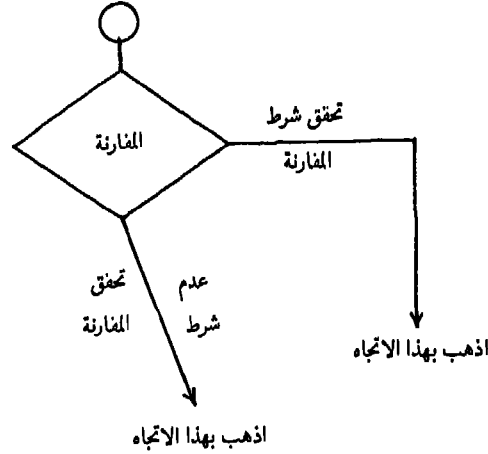 تحقق شرط
المقارنة
المقارنة
عدم تحقق
شرط المقارنة
اذهب بهذا الاتجاه
اذهب بهذا الاتجاه